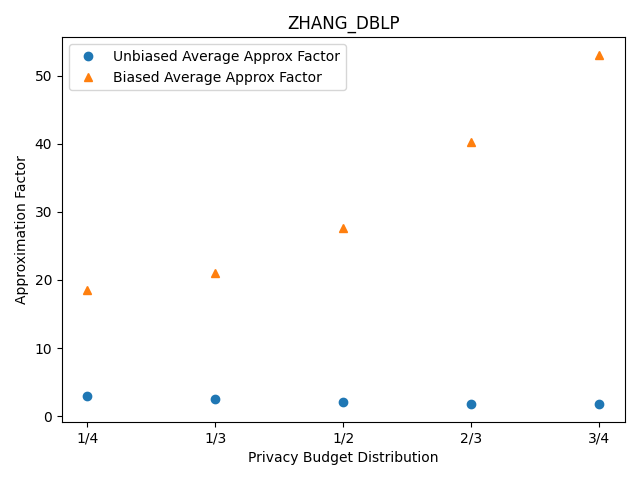 ZHANG_DBLP
Unbiased Average Approx Factor
Biased Average Approx Factor
Approximation Factor
50
40
30
20
10
0
1/4 1/3 1/2 2/3 3/4
Privacy Budget Distribution